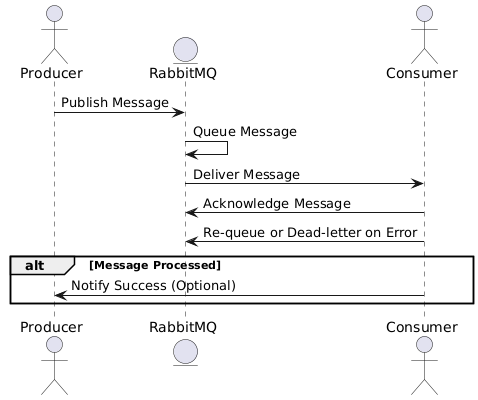 Producer
RabbitMQ
Consumer
Publish Message
Queue Message
Deliver Message
Acknowledge Message
Re-queue or Dead-letter on Error
alt [Message Processed]
Notify Success (Optional)
Producer
RabbitMQ
Consumer